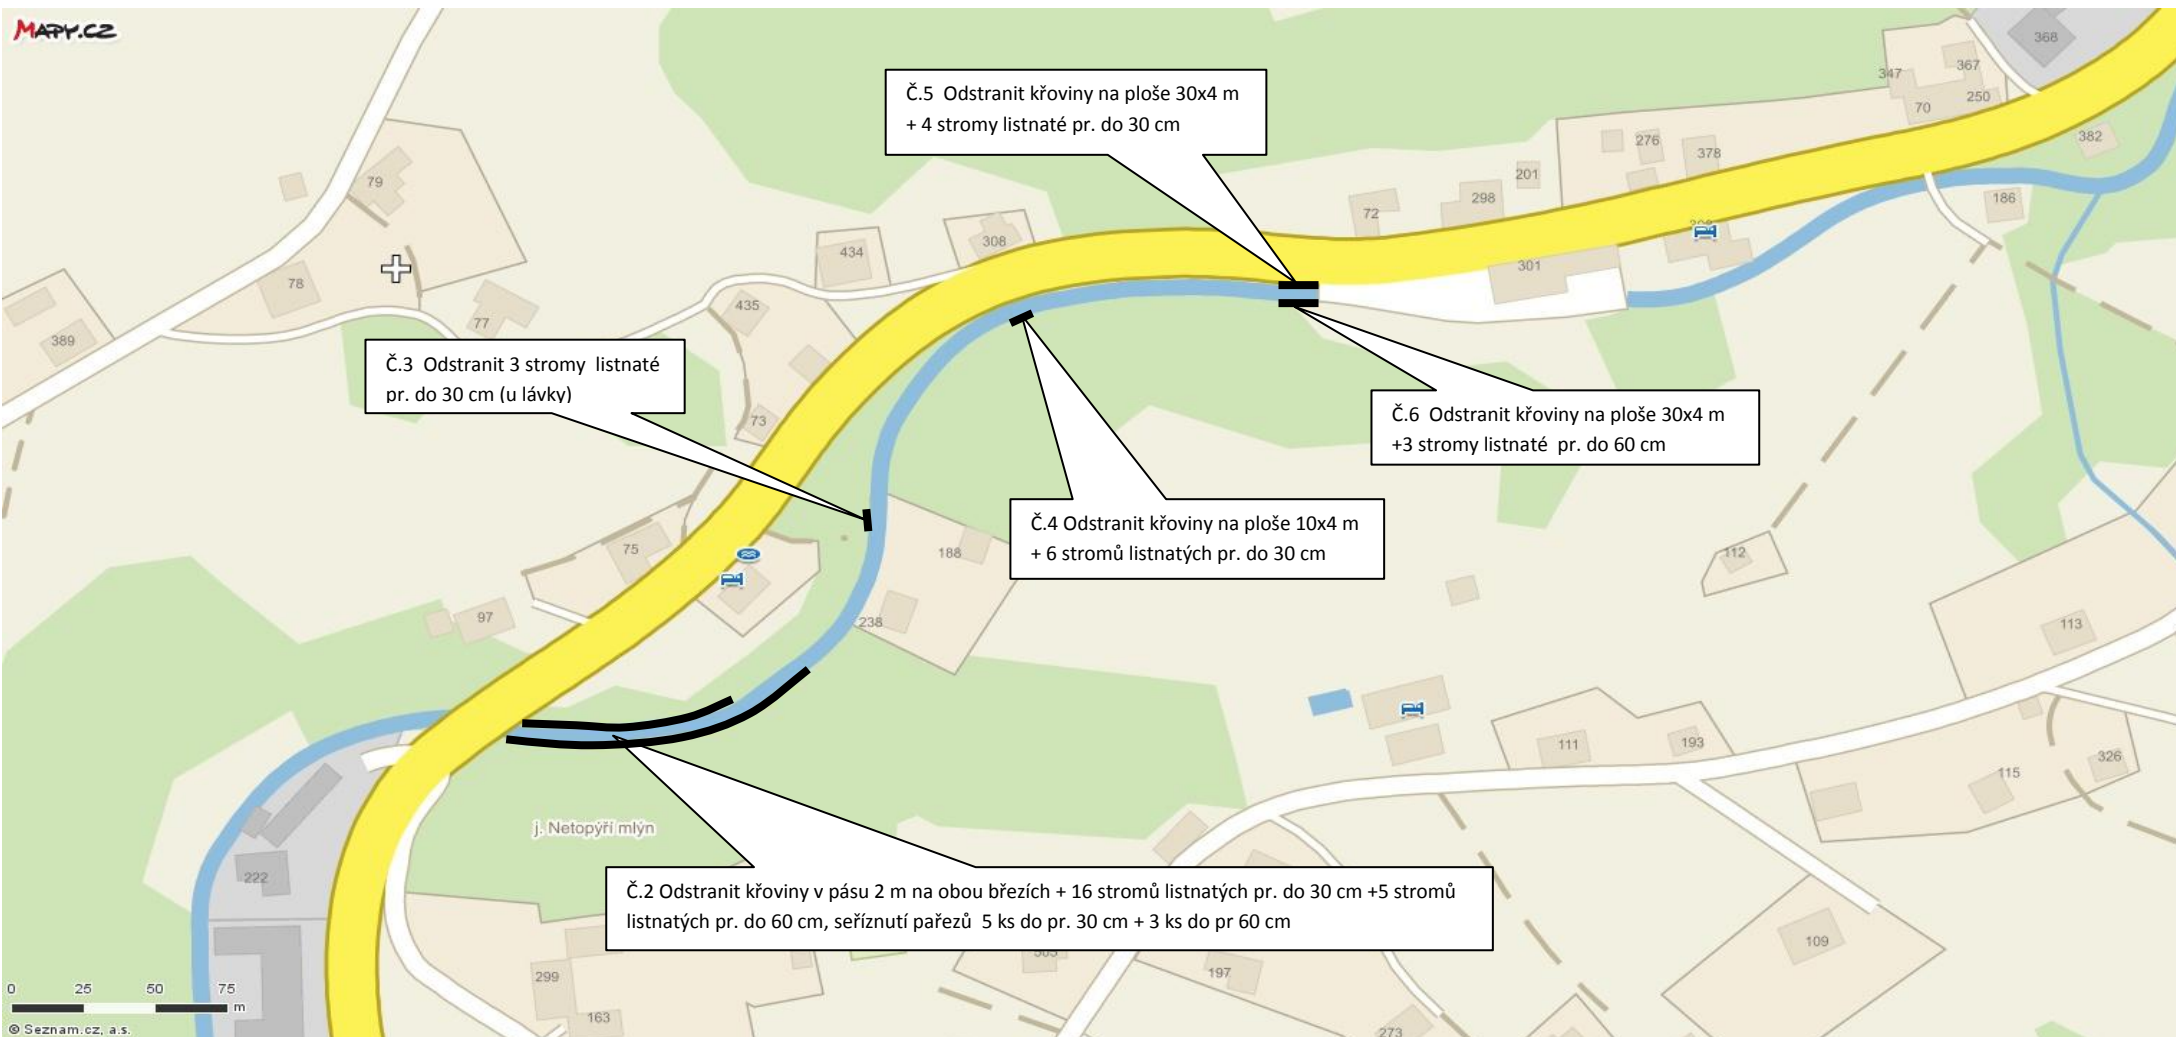 MAPY.CZ
368
367
347
250
70
Č.5  Odstranit křoviny na ploše 30x4 m
+ 4 stromy listnaté pr. do 30 cm
382
276
378
201
79
298
186
72
308
434
301
78
435
77
389
Č.3  Odstranit 3 stromy  listnaté
pr. do 30 cm (u lávky)
Č.6  Odstranit křoviny na ploše 30x4 m
+3 stromy listnaté  pr. do 60 cm
73
Č.4 Odstranit křoviny na ploše 10x4 m
+ 6 stromů listnatých pr. do 30 cm
75
188
112
97
238
113
111
193
326
115
j. Netopýří mlýn
222
Č.2 Odstranit křoviny v pásu 2 m na obou březích + 16 stromů listnatých pr. do 30 cm +5 stromů
listnatých pr. do 60 cm, seříznutí pařezů  5 ks do pr. 30 cm + 3 ks do pr 60 cm
109
299
197
0 25 50 75
m
163
273
© Seznam.cz, a.s.